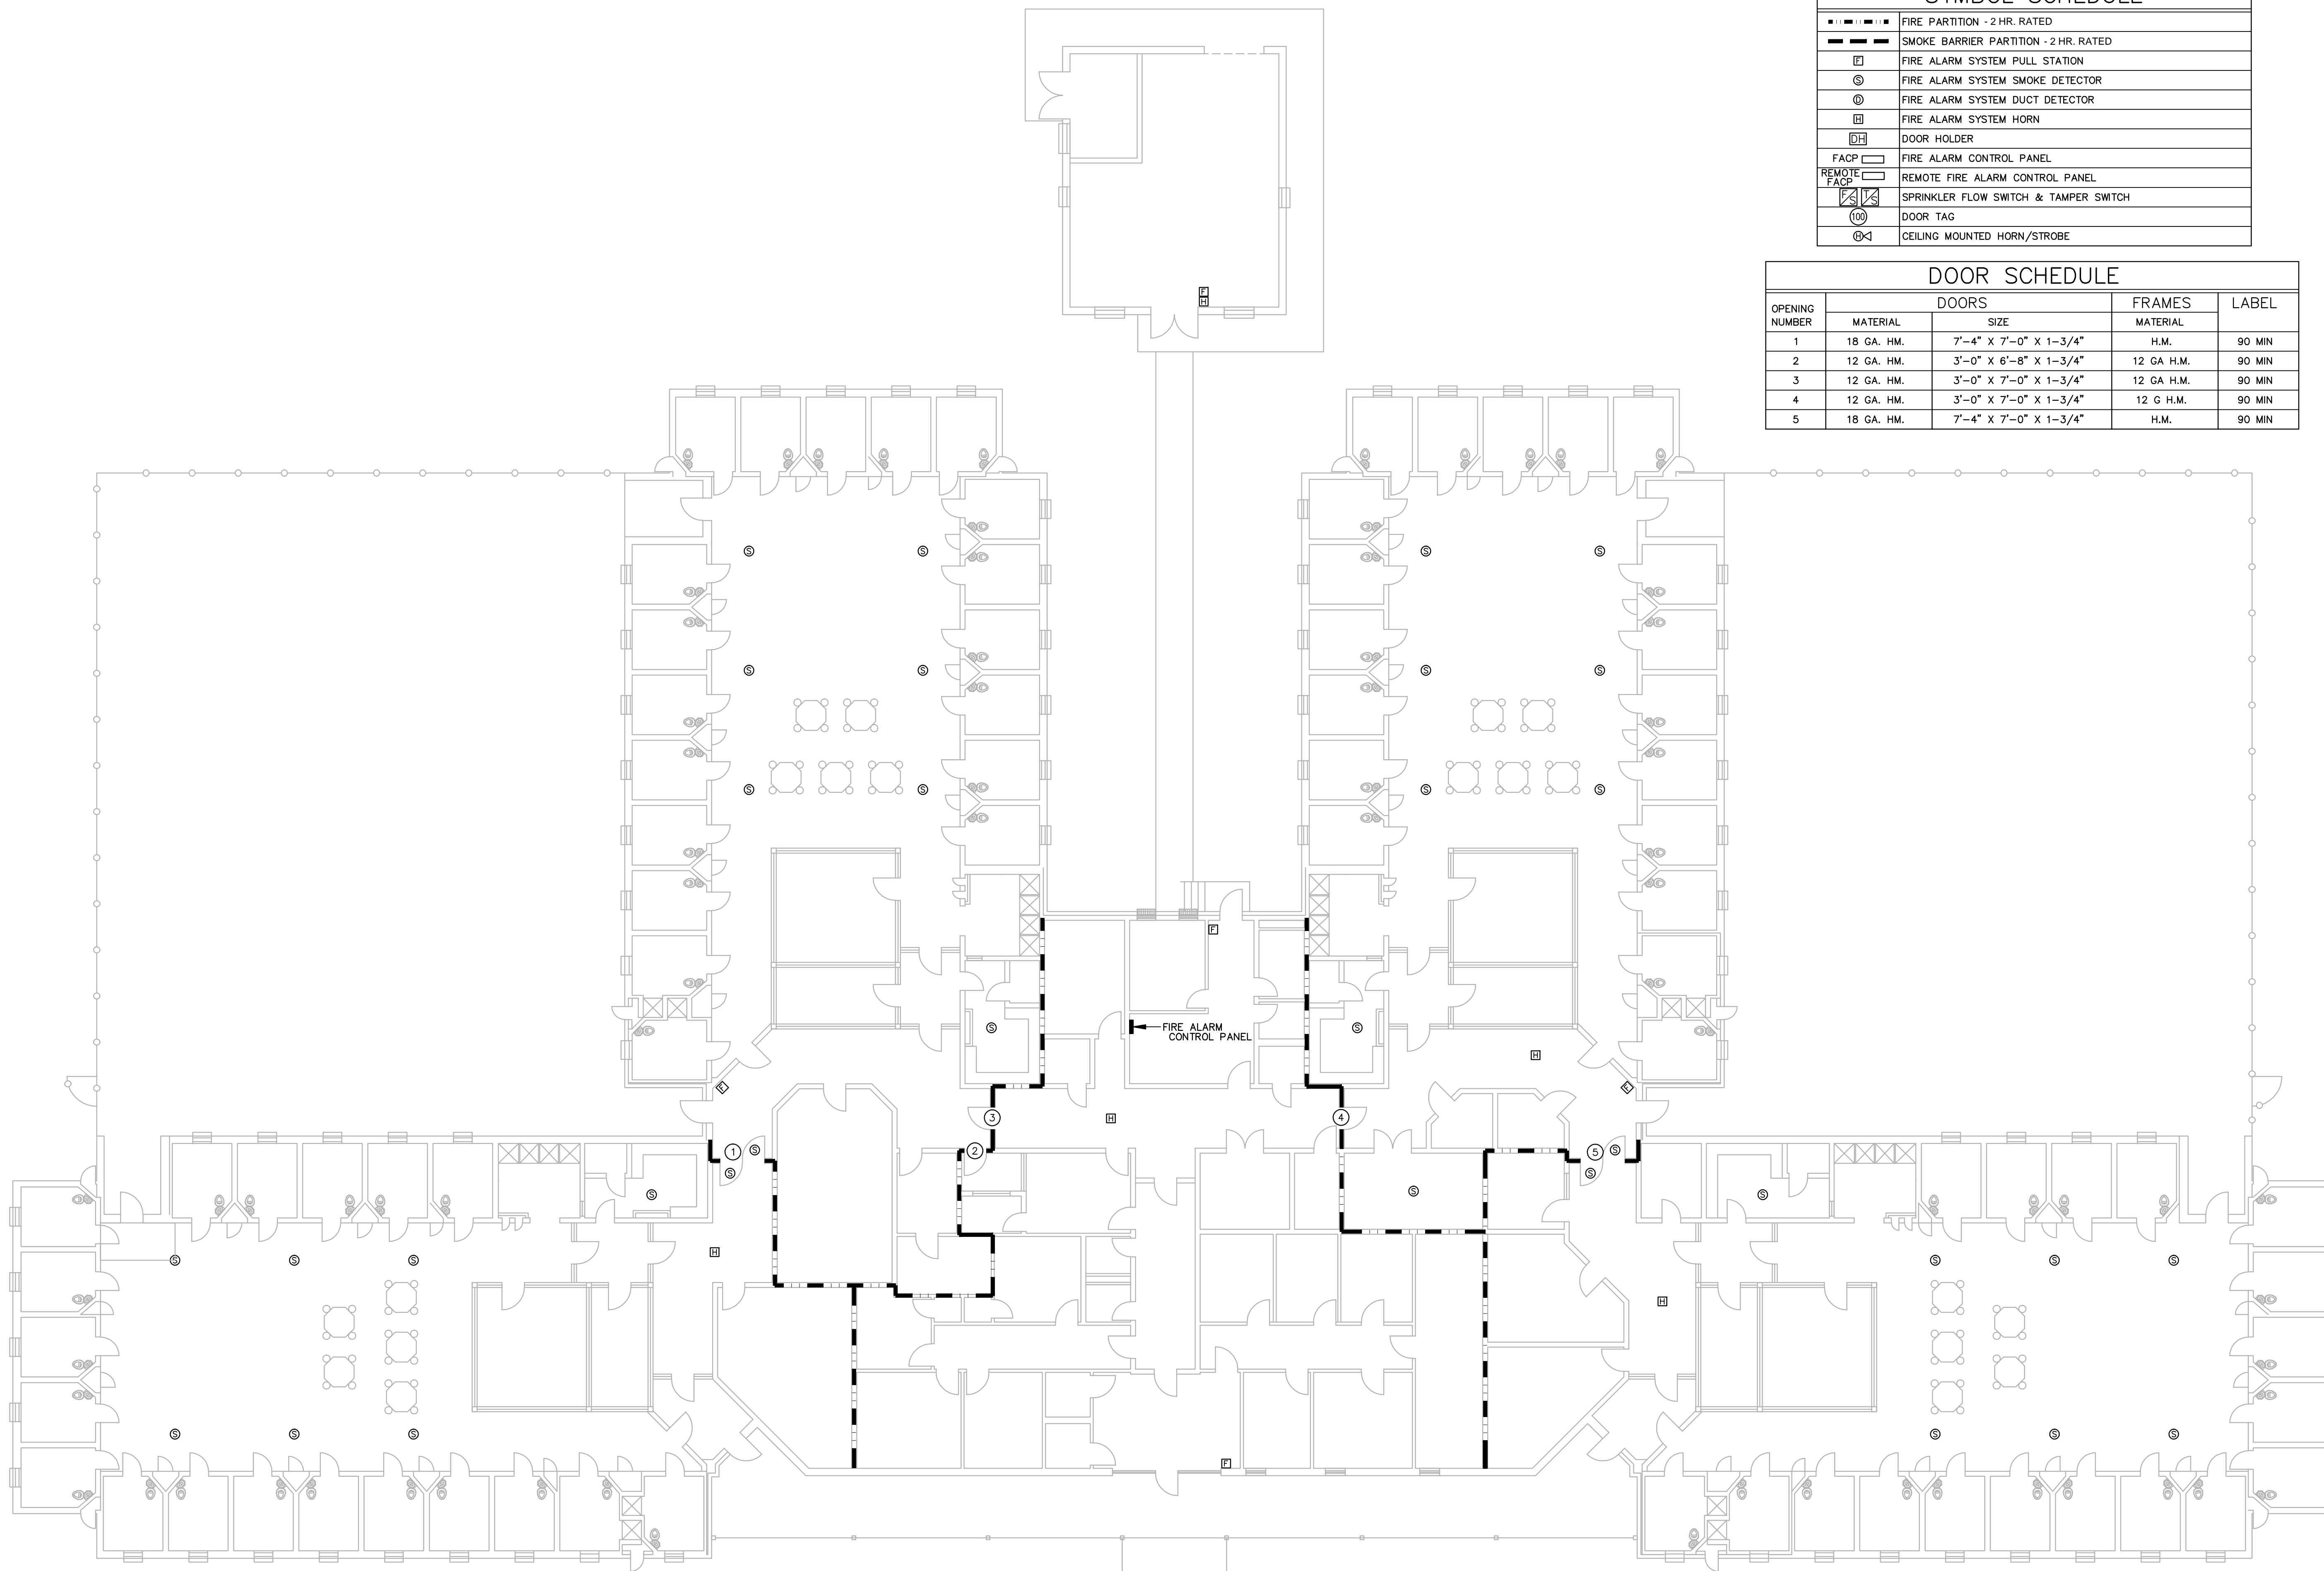 SYMBOL SCHEDULE
FIRE PARTITION - 2 HR. RATED
SMOKE BARRIER PARTITION - 2 HR. RATED
F FIRE ALARM SYSTEM PULL STATION
S FIRE ALARM SYSTEM SMOKE DETECTOR
D FIRE ALARM SYSTEM DUCT DETECTOR
H FIRE ALARM SYSTEM HORN
DH DOOR HOLDER
FACP FIRE ALARM CONTROL PANEL
REMOTE FACP REMOTE FIRE ALARM CONTROL PANEL
F/S T/S SPRINKLER FLOW SWITCH & TAMPER SWITCH
100 DOOR TAG
H CEILING MOUNTED HORN/STROBE
DOOR SCHEDULE
OPENING NUMBER DOORS FRAMES LABEL
MATERIAL SIZE MATERIAL
1 18 GA. HM. 7'-4" X 7'-0" X 1-3/4" H.M. 90 MIN
2 12 GA. HM. 3'-0" X 6'-8" X 1-3/4" 12 GA H.M. 90 MIN
3 12 GA. HM. 3'-0" X 7'-0" X 1-3/4" 12 GA H.M. 90 MIN
4 12 GA. HM. 3'-0" X 7'-0" X 1-3/4" 12 G H.M. 90 MIN
5 18 GA. HM. 7'-4" X 7'-0" X 1-3/4" H.M. 90 MIN
F
H
S S S S
S S S S
S S S S
F
S S
FIRE ALARM
CONTROL PANEL
H
F F
3 H 4
1 S 2 5 S
S S
S S S
H
S S S S S S
H
S S S S S S
F